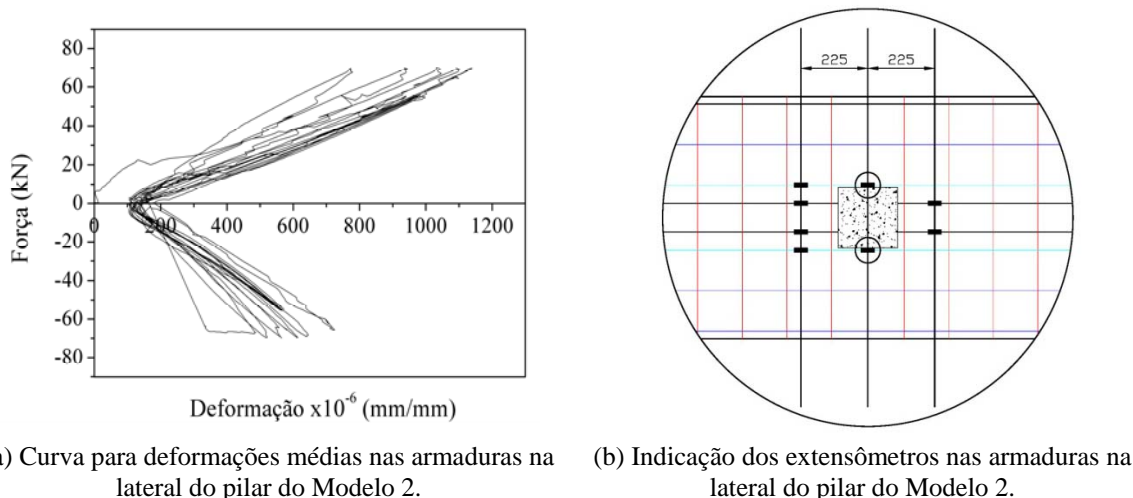 80
60
40
20
0
-20
-40
-60
-80
0 200 400 600 800 1000 1200
Força (kN)
Deformação x10⁻⁶ (mm/mm)
225 225
a) Curva para deformações médias nas armaduras na
lateral do pilar do Modelo 2.
(b) Indicação dos extensômetros nas armaduras na
lateral do pilar do Modelo 2.